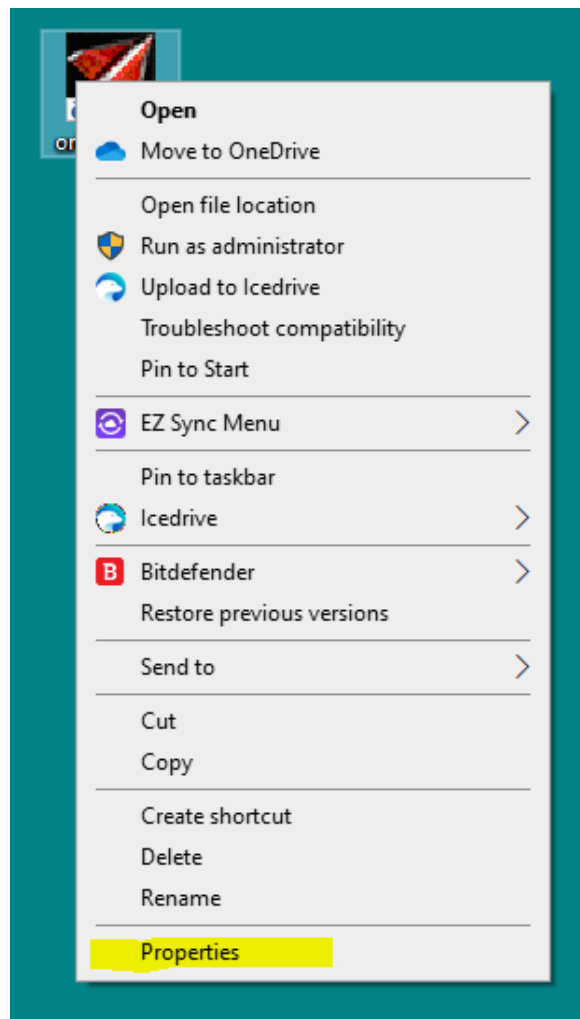 or
Open
Move to OneDrive
Open file location
Run as administrator
Upload to Icedrive
Troubleshoot compatibility
Pin to Start
EZ Sync Menu
Pin to taskbar
Icedrive
B Bitdefender
Restore previous versions
Send to
Cut
Copy
Create shortcut
Delete
Rename
Properties